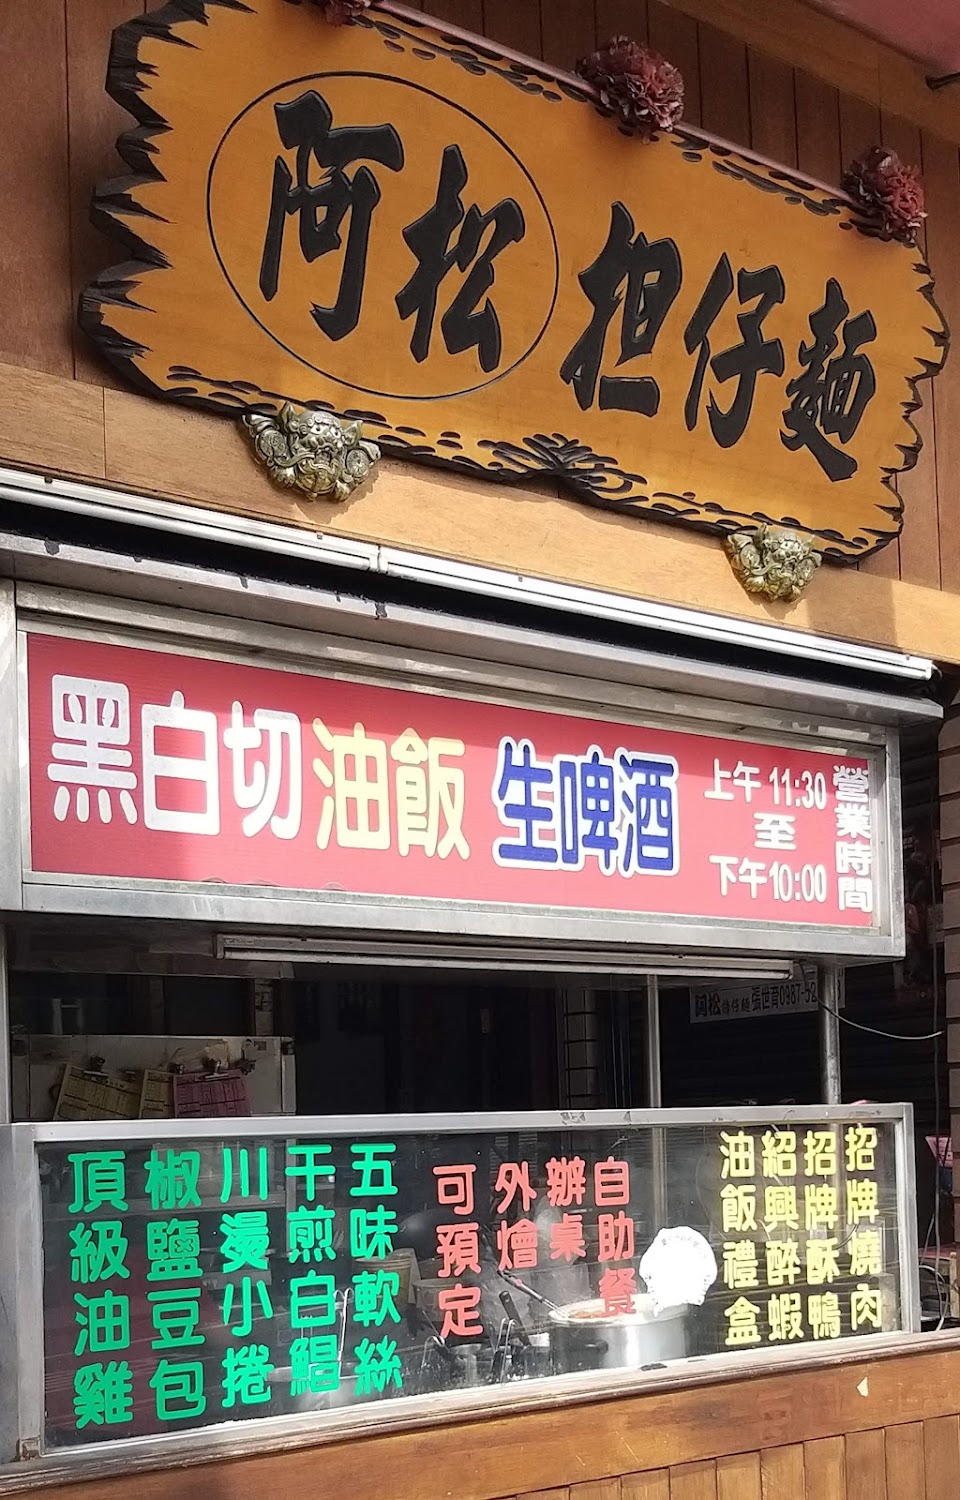 阿松 担仔麵
黑白切 油飯 生啤酒
營業時間
上午 11:30
至
下午 10:00
招牌燒肉
招牌酥鴨
紹興醉蝦
油飯禮盒
自助餐
辦桌
外燴
可預定
五味軟絲
干煎白鯧
川燙小捲
椒鹽豆包
頂級油雞